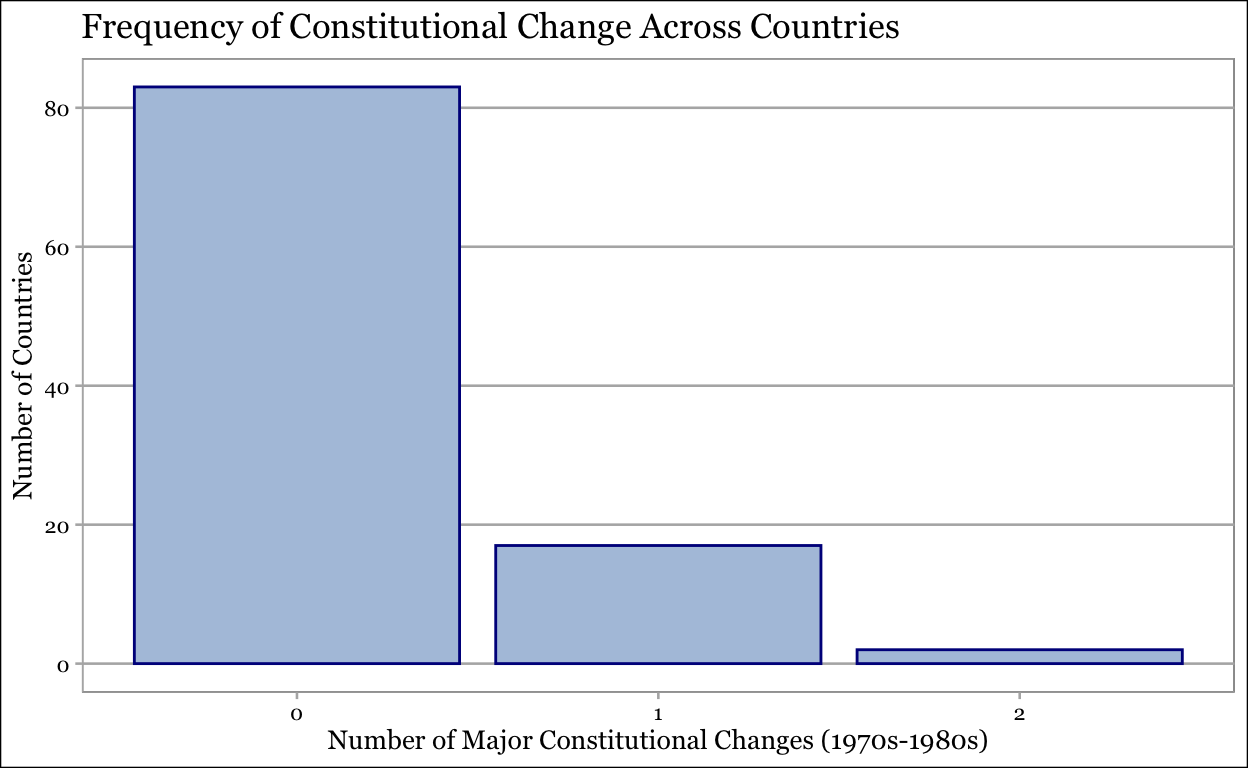 Frequency of Constitutional Change Across Countries
Number of Countries
80
60
40
20
0
0
1
2
Number of Major Constitutional Changes (1970s-1980s)